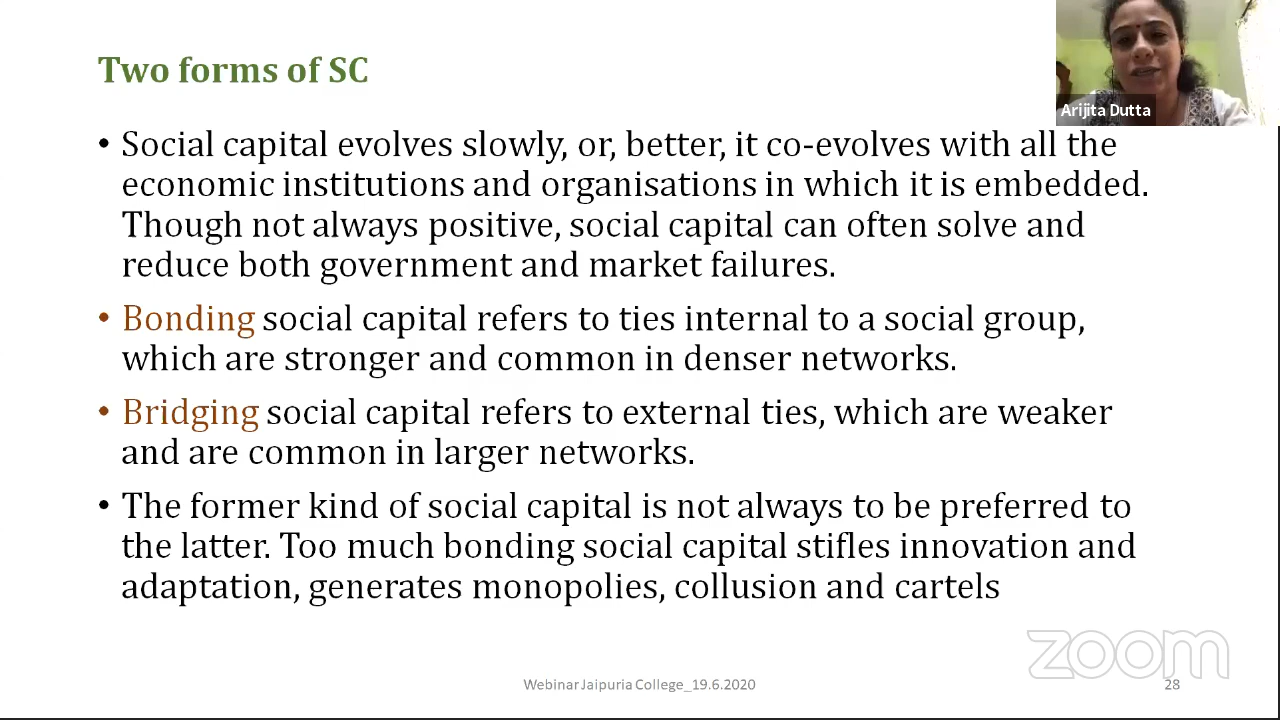 Two forms of SC
Arijita Dutta
• Social capital evolves slowly, or, better, it co-evolves with all the
economic institutions and organisations in which it is embedded.
Though not always positive, social capital can often solve and
reduce both government and market failures.
• Bonding social capital refers to ties internal to a social group,
which are stronger and common in denser networks.
• Bridging social capital refers to external ties, which are weaker
and are common in larger networks.
• The former kind of social capital is not always to be preferred to
the latter. Too much bonding social capital stifles innovation and
adaptation, generates monopolies, collusion and cartels
zoom
Webinar Jaipuria College_19.6.2020
28